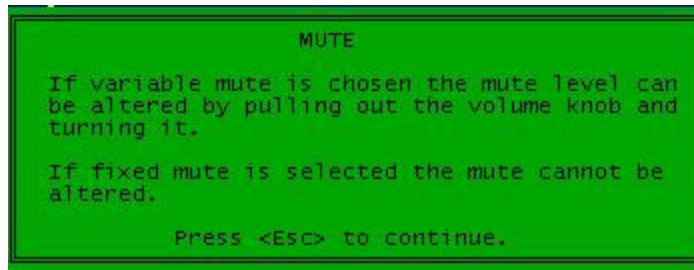 MUTE
If variable mute is chosen the mute level can
be altered by pulling out the volume knob and
turning it.
If fixed mute is selected the mute cannot be
altered.
Press <Esc> to continue.